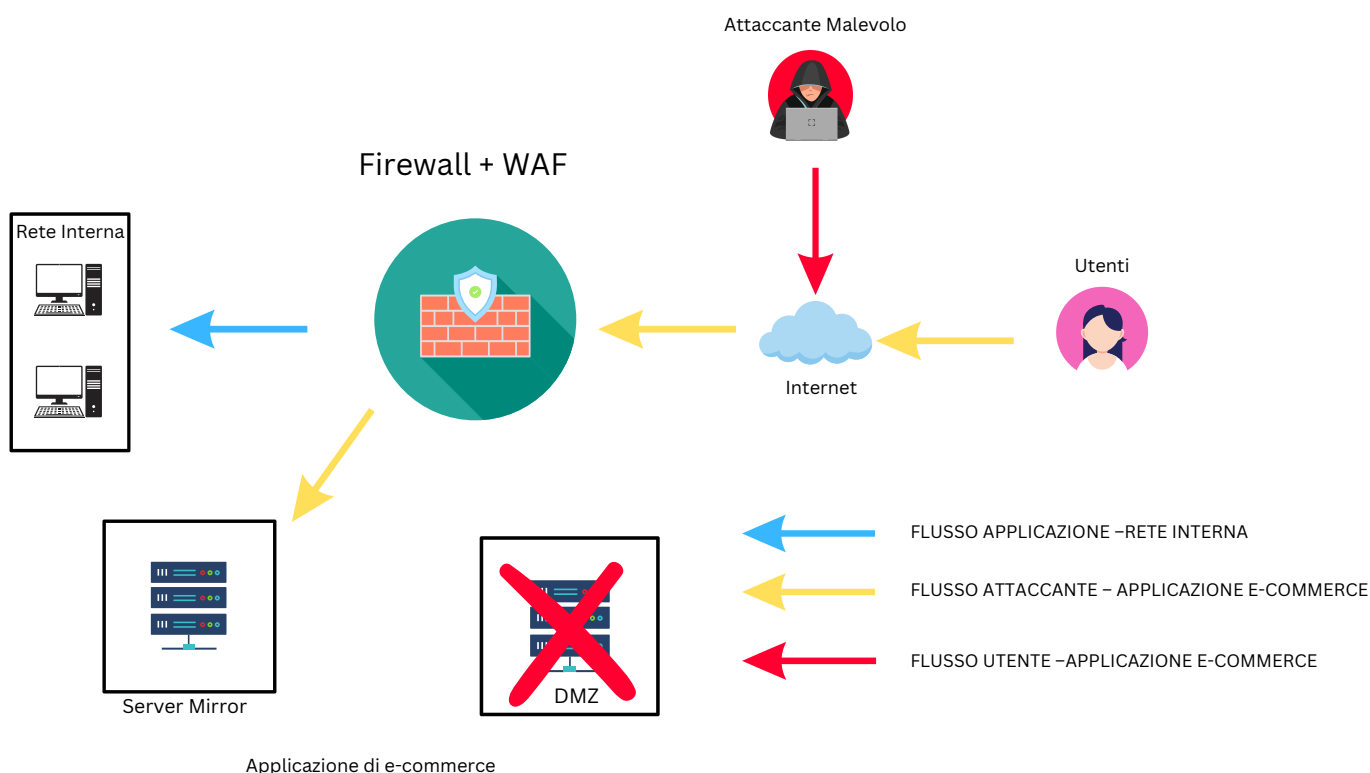 Attaccante Malevolo
Firewall + WAF
Rete Interna
Utenti
Internet
FLUSSO APPLICAZIONE –RETE INTERNA
FLUSSO ATTACCANTE – APPLICAZIONE E-COMMERCE
FLUSSO UTENTE –APPLICAZIONE E-COMMERCE
DMZ
Server Mirror
Applicazione di e-commerce